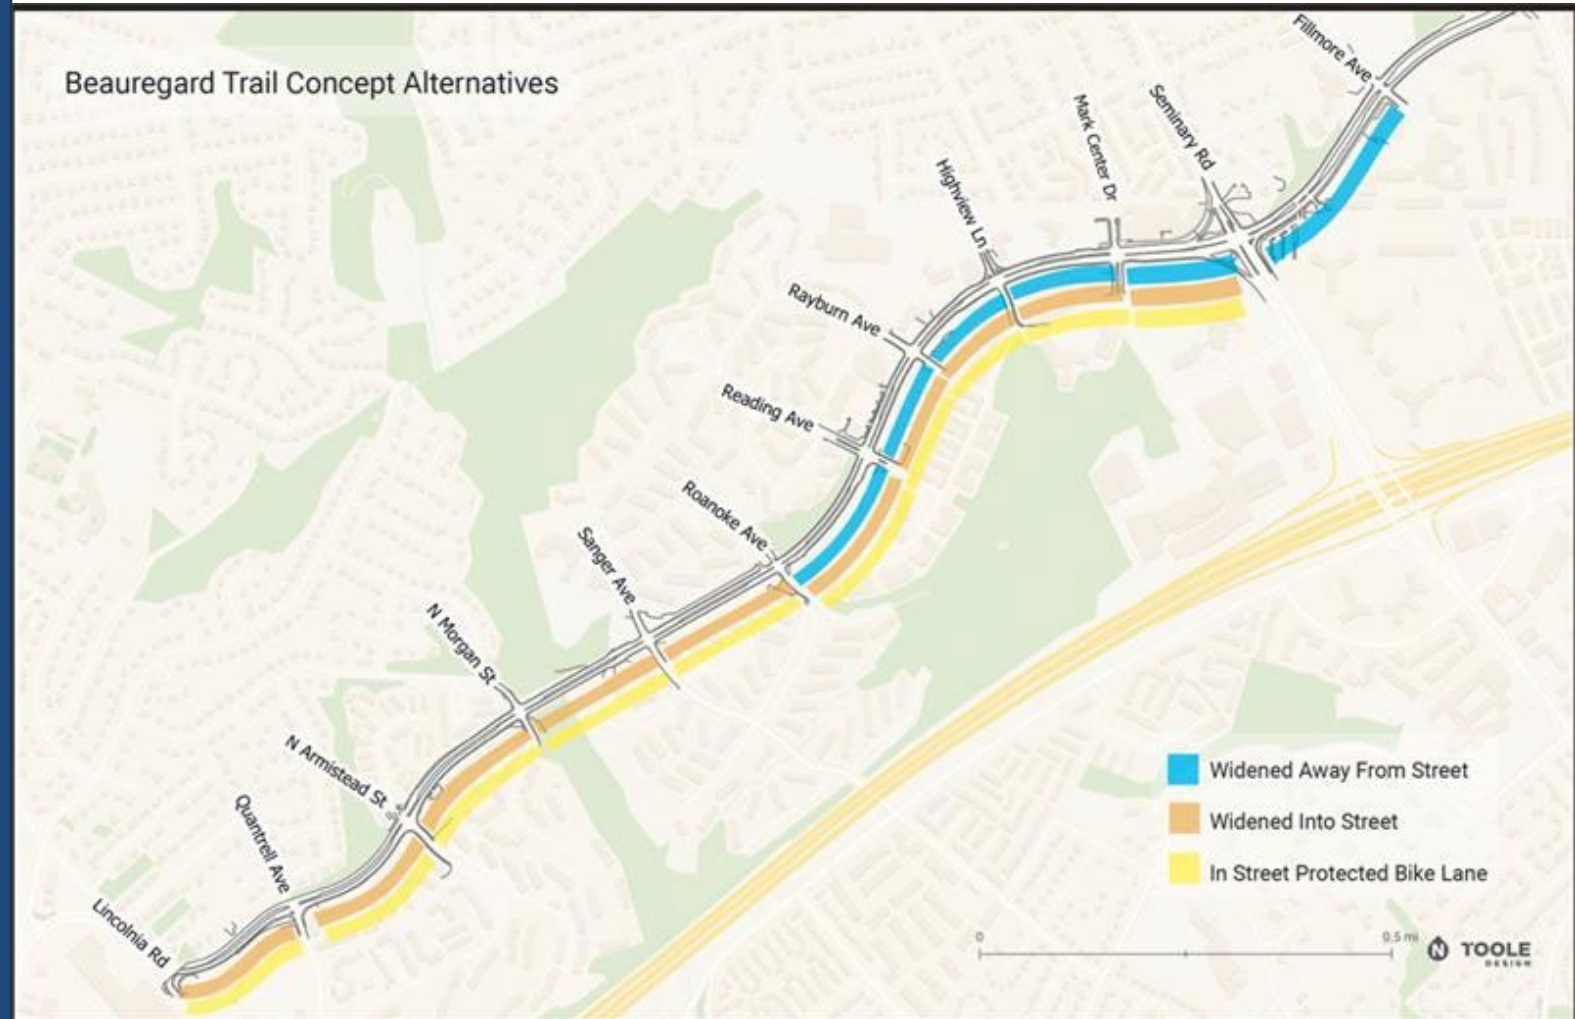 Beauregard Trail Concept Alternatives
Fillmore Ave
Seminary Rd
Mark Center Dr
Highview Ln
Rayburn Ave
Reading Ave
Roanoke Ave
Sanger Ave
N Morgan St
N Armistead St
Quantrell Ave
Lincolnia Rd
Widened Away From Street
Widened Into Street
In Street Protected Bike Lane
0
0.5 mi
N
TOOLE
DESIGN